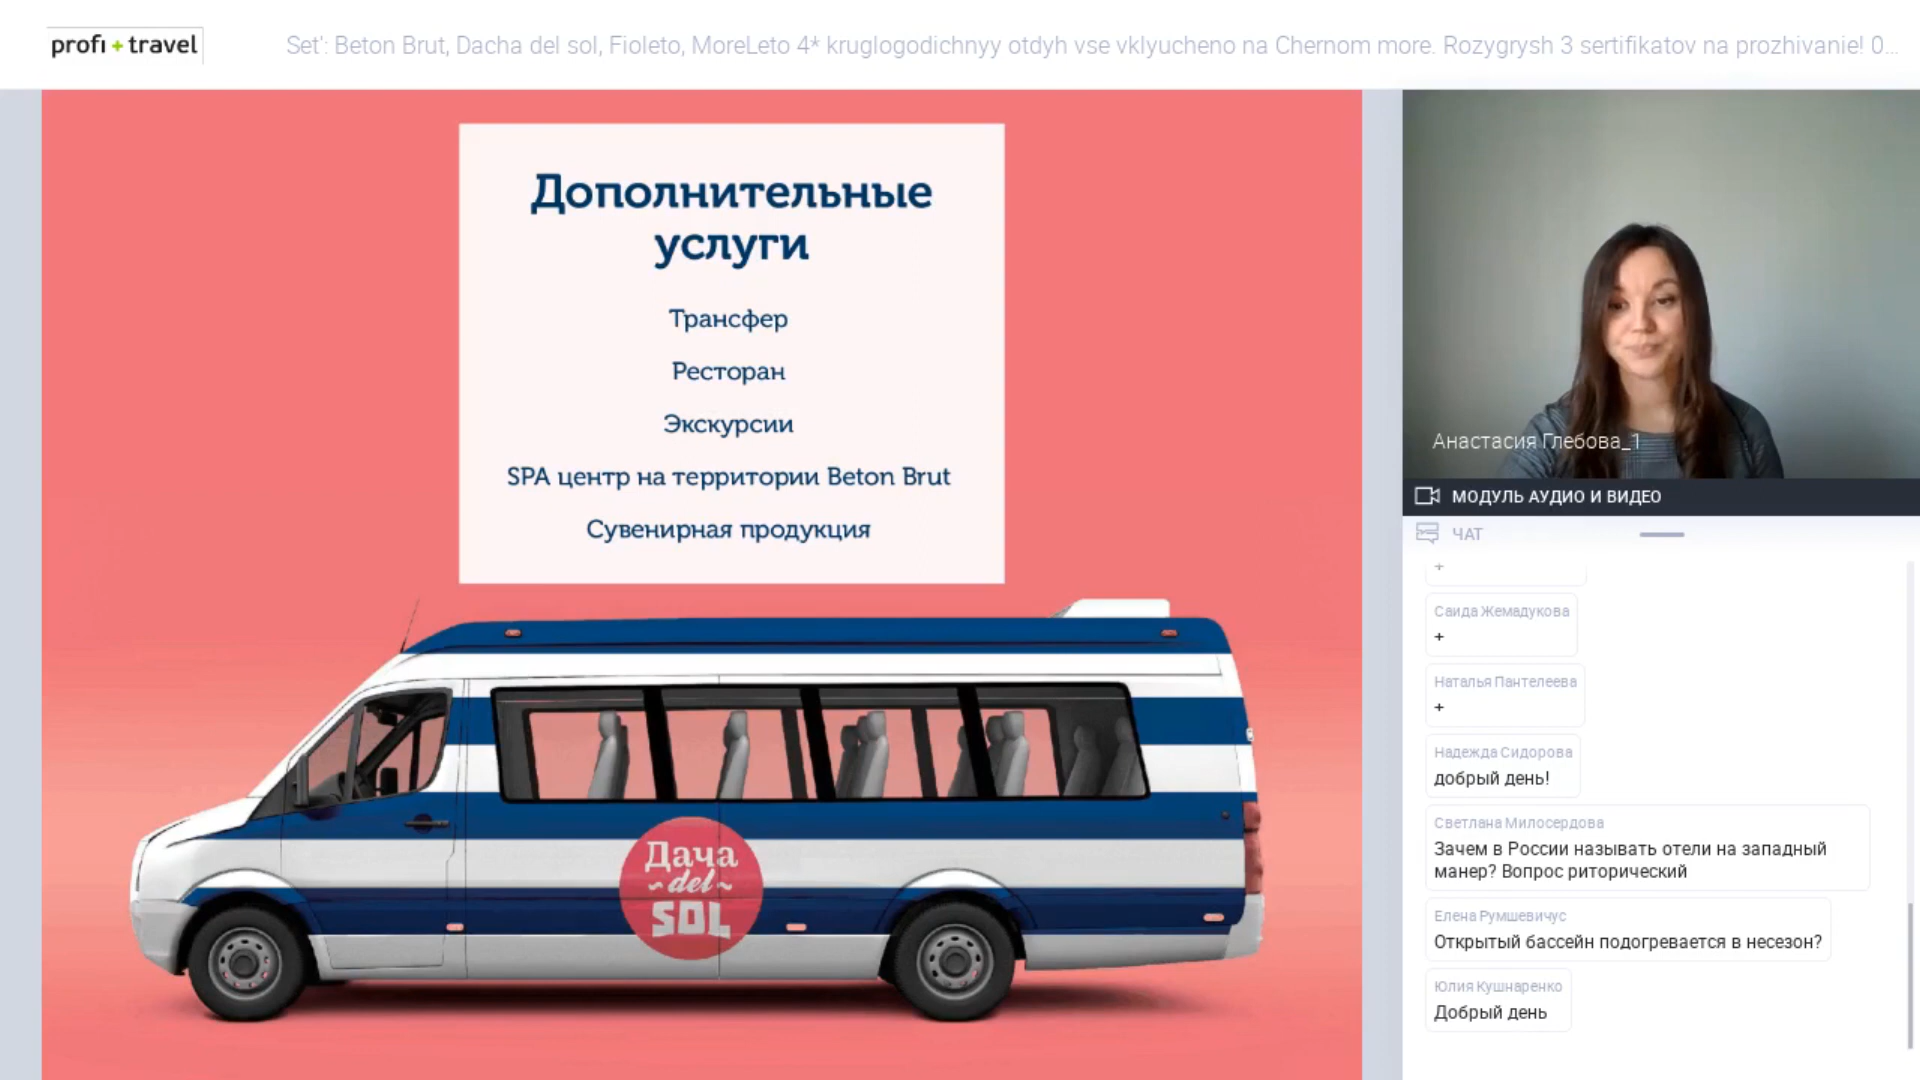 profi + travel
Set': Beton Brut, Dacha del sol, Fioleto, MoreLeto 4* kruglogodichnyy otdyh vse vklyucheno na Chernom more. Rozygrysh 3 sertifikatov na prozhivanie! 0...
Дополнительные
услуги
Трансфер
Ресторан
Экскурсии
SPA центр на территории Beton Brut
Сувенирная продукция
Дача
~del~
SOL
Анастасия Глебова_1
МОДУЛЬ АУДИО И ВИДЕО
ЧАТ
+
Саида Жемадукова
+
Наталья Пантелеева
+
Надежда Сидорова
добрый день!
Светлана Милосердова
Зачем в России называть отели на западный
манер? Вопрос риторический
Елена Румшевичус
Открытый бассейн подогревается в несезон?
Юлия Кушнаренко
Добрый день